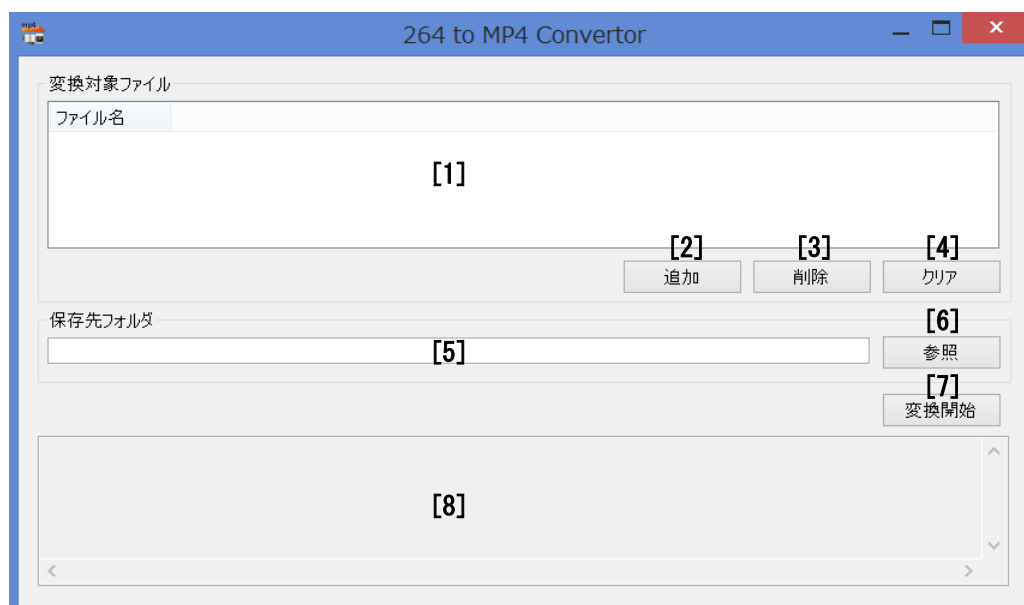 mp4
264 to MP4 Convertor
変換対象ファイル
ファイル名
[1]
[2] [3] [4]
追加 削除 クリア
保存先フォルダ
[6]
[5] 参照
[7]
変換開始
[8]